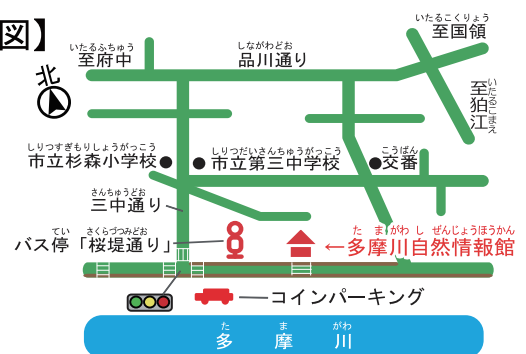 図】
いたるふちゅう
至府中
しながわどお
品川通り
いたるこくりょう
至国領
北
いたるこまえ
至狛江
しりつすぎもりしょうがっこう
市立杉森小学校
しりつだいさんちゅうがっこう
市立第三中学校
こうばん
交番
さんちゅうどお
三中通り
てい さくらづつみどお
バス停「桜堤通り」
たまがわ し ぜんじょうほうかん
←多摩川自然情報館
コインパーキング
た ま がわ
多 摩 川